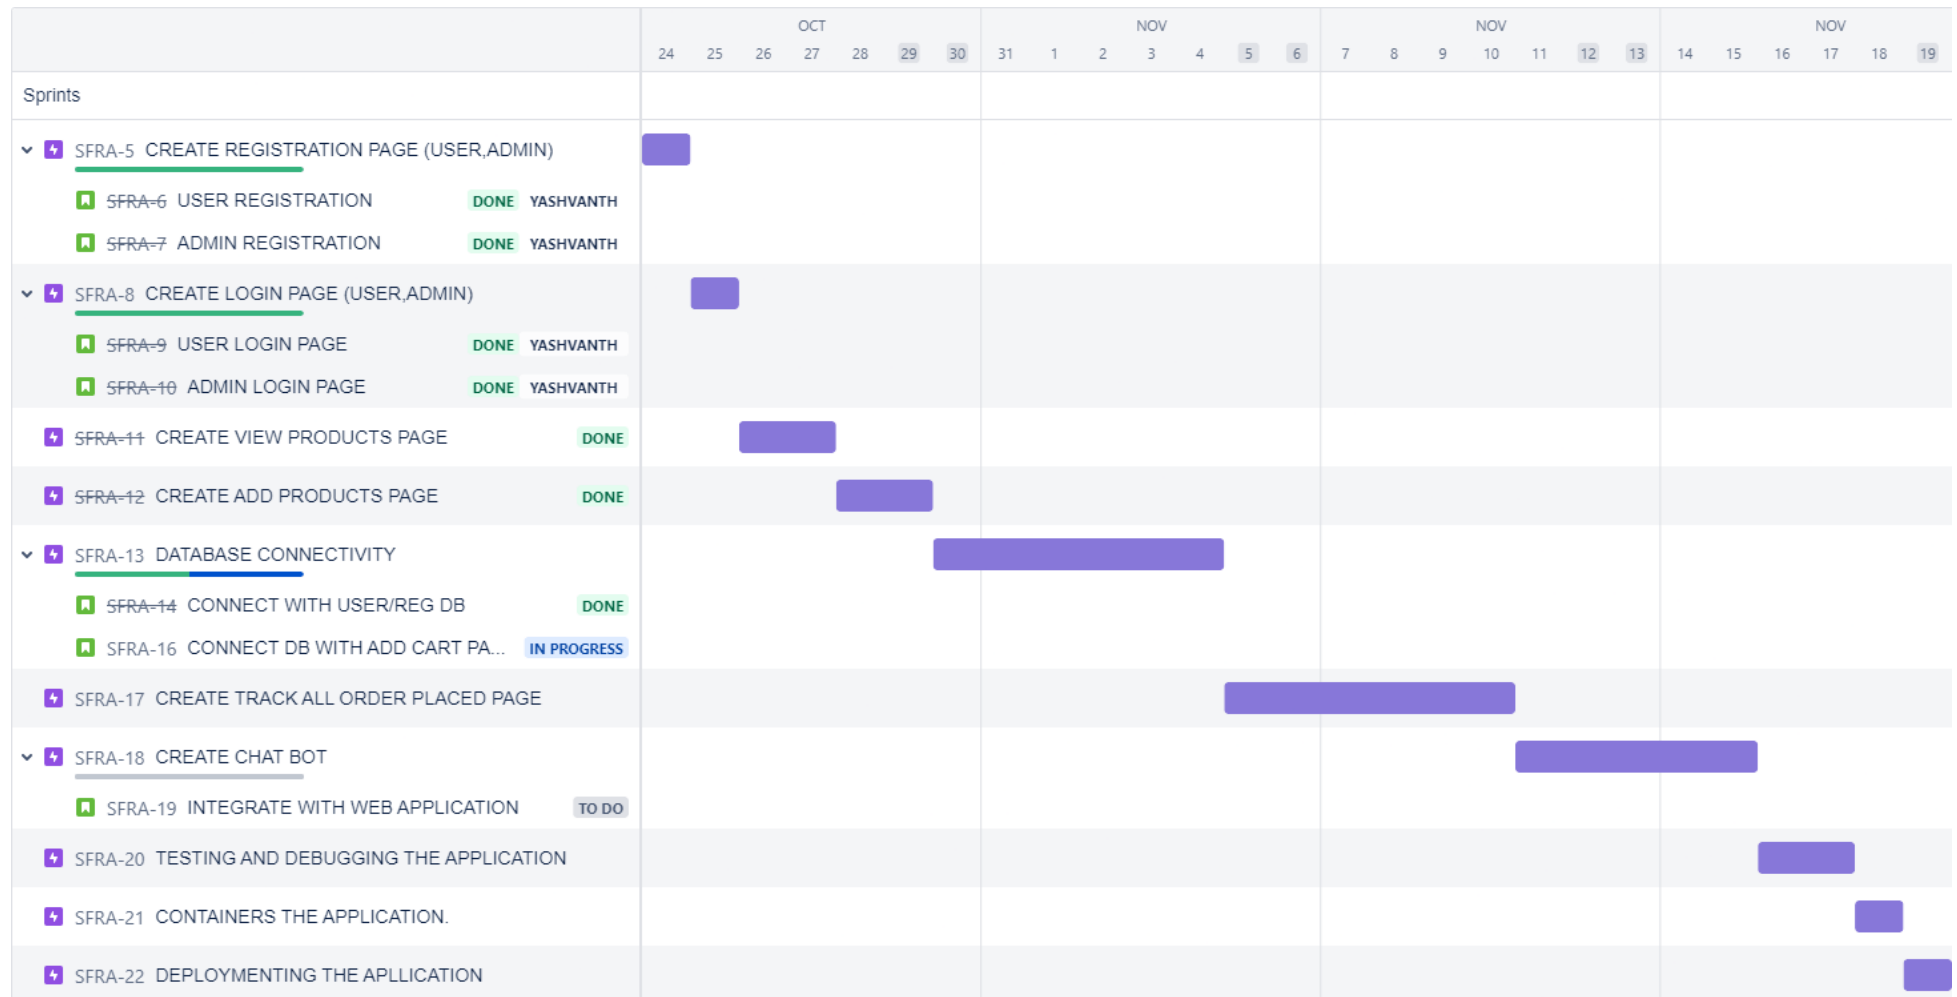 OCT NOV NOV NOV
24 25 26 27 28 29 30 31 1 2 3 4 5 6 7 8 9 10 11 12 13 14 15 16 17 18 19
Sprints
SFRA-5 CREATE REGISTRATION PAGE (USER,ADMIN)
SFRA-6 USER REGISTRATION DONE YASHVANTH
SFRA-7 ADMIN REGISTRATION DONE YASHVANTH
SFRA-8 CREATE LOGIN PAGE (USER,ADMIN)
SFRA-9 USER LOGIN PAGE DONE YASHVANTH
SFRA-10 ADMIN LOGIN PAGE DONE YASHVANTH
SFRA-11 CREATE VIEW PRODUCTS PAGE DONE
SFRA-12 CREATE ADD PRODUCTS PAGE DONE
SFRA-13 DATABASE CONNECTIVITY
SFRA-14 CONNECT WITH USER/REG DB DONE
SFRA-16 CONNECT DB WITH ADD CART PA... IN PROGRESS
SFRA-17 CREATE TRACK ALL ORDER PLACED PAGE
SFRA-18 CREATE CHAT BOT
SFRA-19 INTEGRATE WITH WEB APPLICATION TO DO
SFRA-20 TESTING AND DEBUGGING THE APPLICATION
SFRA-21 CONTAINERS THE APPLICATION.
SFRA-22 DEPLOYMENTING THE APLLICATION